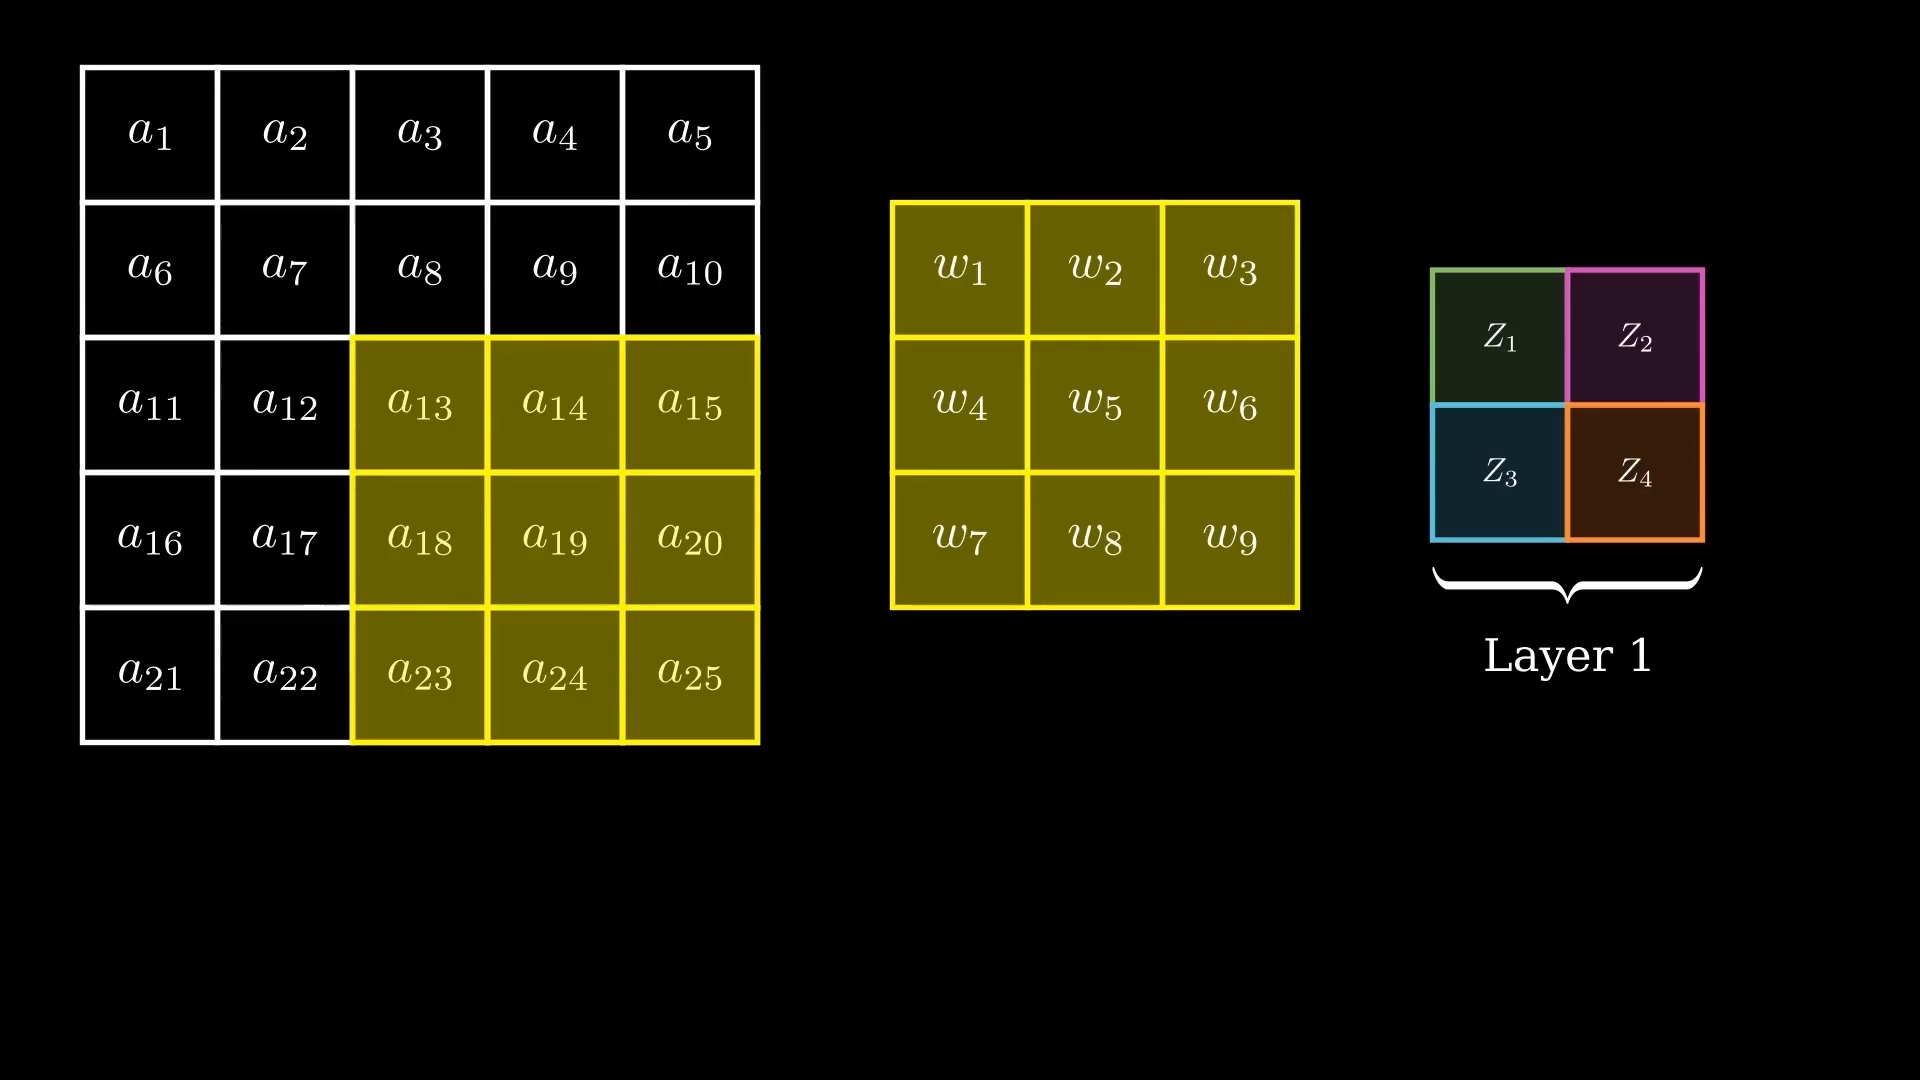 a₁ a₂ a₃ a₄ a₅
a₆ a₇ a₈ a₉ a₁₀
a₁₁ a₁₂ a₁₃ a₁₄ a₁₅
a₁₆ a₁₇ a₁₈ a₁₉ a₂₀
a₂₁ a₂₂ a₂₃ a₂₄ a₂₅
w₁ w₂ w₃
w₄ w₅ w₆
w₇ w₈ w₉
Z₁ Z₂
Z₃ Z₄
Layer 1